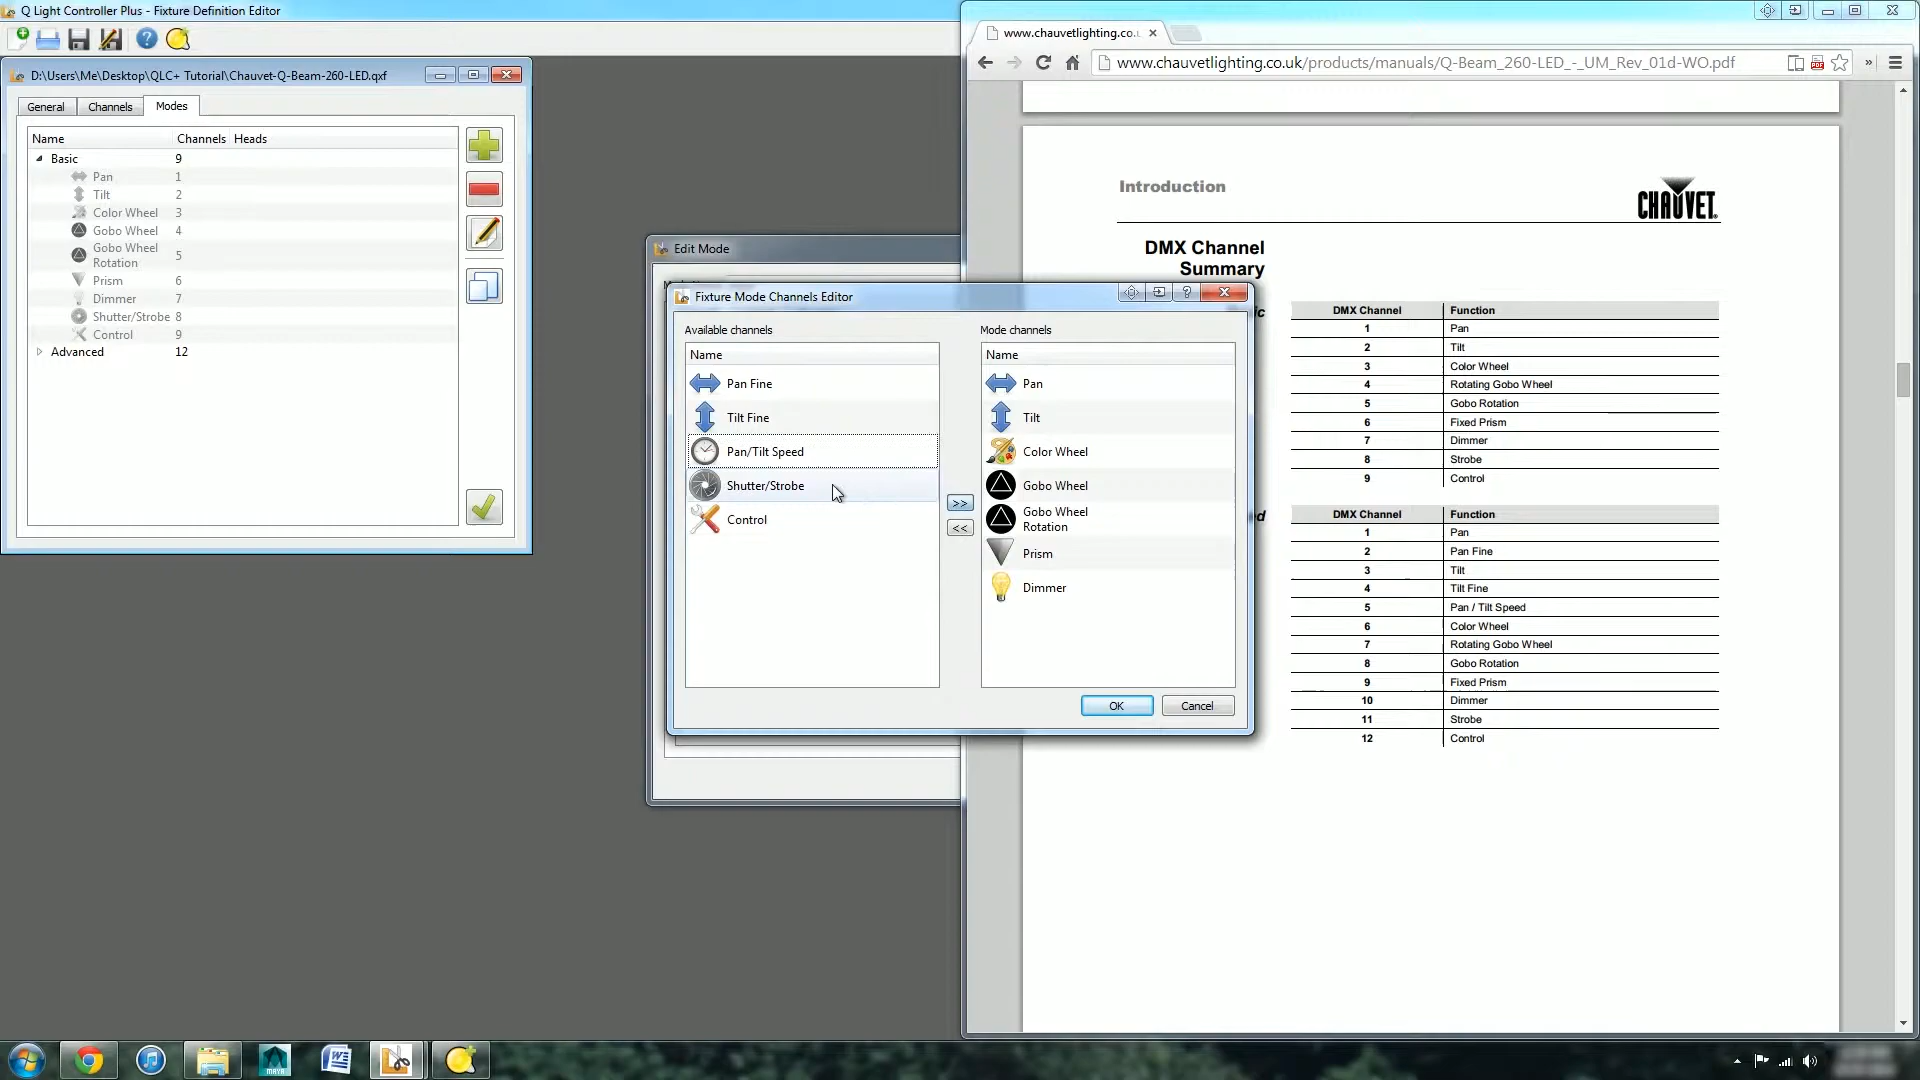 Q Light Controller Plus - Fixture Definition Editor
D:\Users\Me\Desktop\QLC+ Tutorial\Chauvet-Q-Beam-260-LED.qxf
General Channels Modes
Name Channels Heads
Basic 9
Pan 1
Tilt 2
Color Wheel 3
Gobo Wheel 4
Gobo Wheel
Rotation 5
Prism 6
Dimmer 7
Shutter/Strobe 8
Control 9
Advanced 12
Edit Mode
Fixture Mode Channels Editor
Available channels
Name
Pan Fine
Tilt Fine
Pan/Tilt Speed
Shutter/Strobe
Control
>>
<<
Mode channels
Name
Pan
Tilt
Color Wheel
Gobo Wheel
Gobo Wheel
Rotation
Prism
Dimmer
OK Cancel
www.chauvetlighting.co.u
www.chauvetlighting.co.uk/products/manuals/Q-Beam_260-LED_-_UM_Rev_01d-WO.pdf
Introduction
CHAUVET
DMX Channel
Summary
ic
DMX Channel Function
1 Pan
2 Tilt
3 Color Wheel
4 Rotating Gobo Wheel
5 Gobo Rotation
6 Fixed Prism
7 Dimmer
8 Strobe
9 Control
ed
DMX Channel Function
1 Pan
2 Pan Fine
3 Tilt
4 Tilt Fine
5 Pan / Tilt Speed
6 Color Wheel
7 Rotating Gobo Wheel
8 Gobo Rotation
9 Fixed Prism
10 Dimmer
11 Strobe
12 Control
MAYA